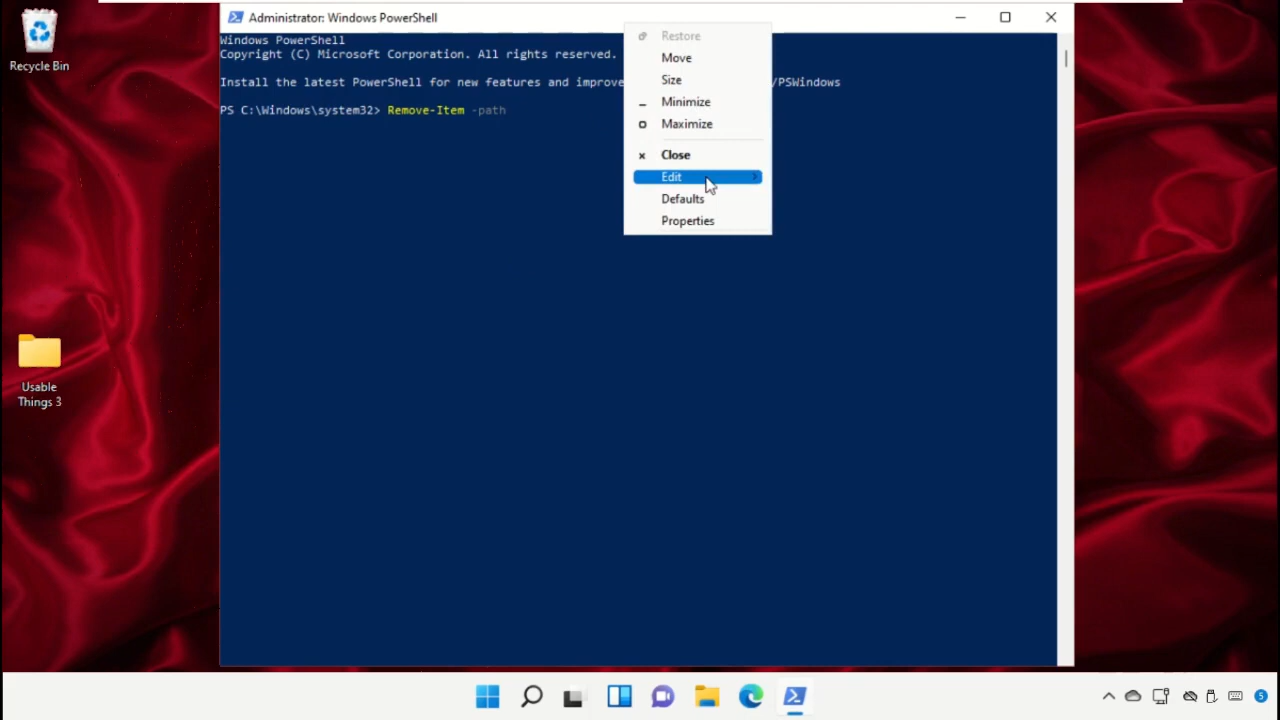 Administrator: Windows PowerShell
Recycle Bin
Windows PowerShell
Copyright (C) Microsoft Corporation. All rights reserved.
Install the latest PowerShell for new features and improve
/PSWindows
PS C:\Windows\system32> Remove-Item -path
Restore
Move
Size
Minimize
Maximize
Close
Edit
Defaults
Properties
Usable
Things 3
5